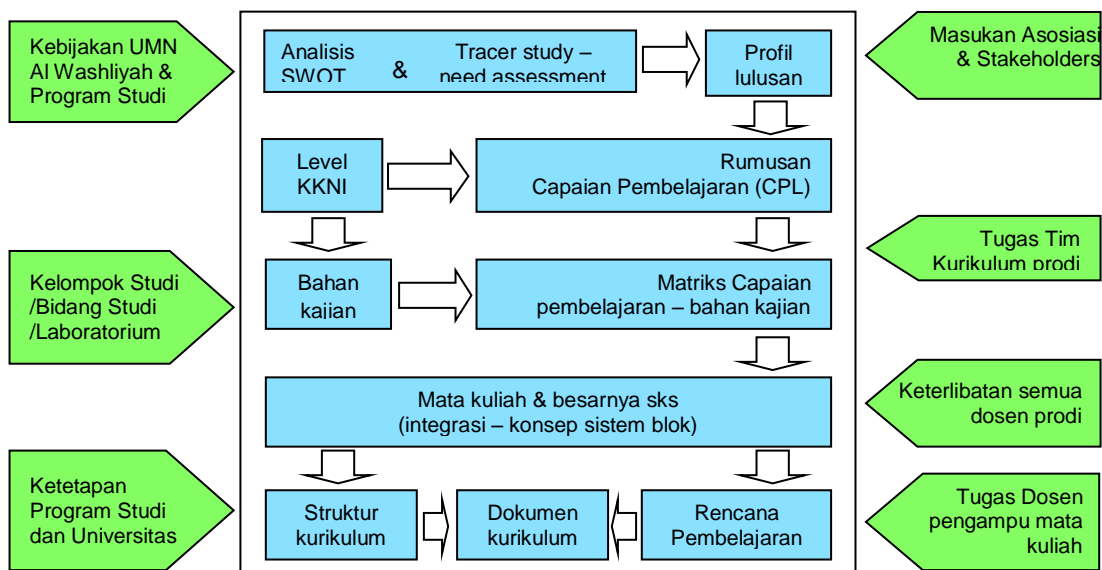 Kebijakan UMN
Al Washliyah &
Program Studi
Analisis
SWOT
&
Tracer study –
need assessment
Profil
lulusan
Masukan Asosiasi
& Stakeholders
Level
KKNI
Rumusan
Capaian Pembelajaran (CPL)
Kelompok Studi
/Bidang Studi
/Laboratorium
Bahan
kajian
Matriks Capaian
pembelajaran – bahan kajian
Tugas Tim
Kurikulum prodi
Mata kuliah & besarnya sks
(integrasi – konsep sistem blok)
Keterlibatan semua
dosen prodi
Ketetapan
Program Studi
dan Universitas
Struktur
kurikulum
Dokumen
kurikulum
Rencana
Pembelajaran
Tugas Dosen
pengampu mata
kuliah